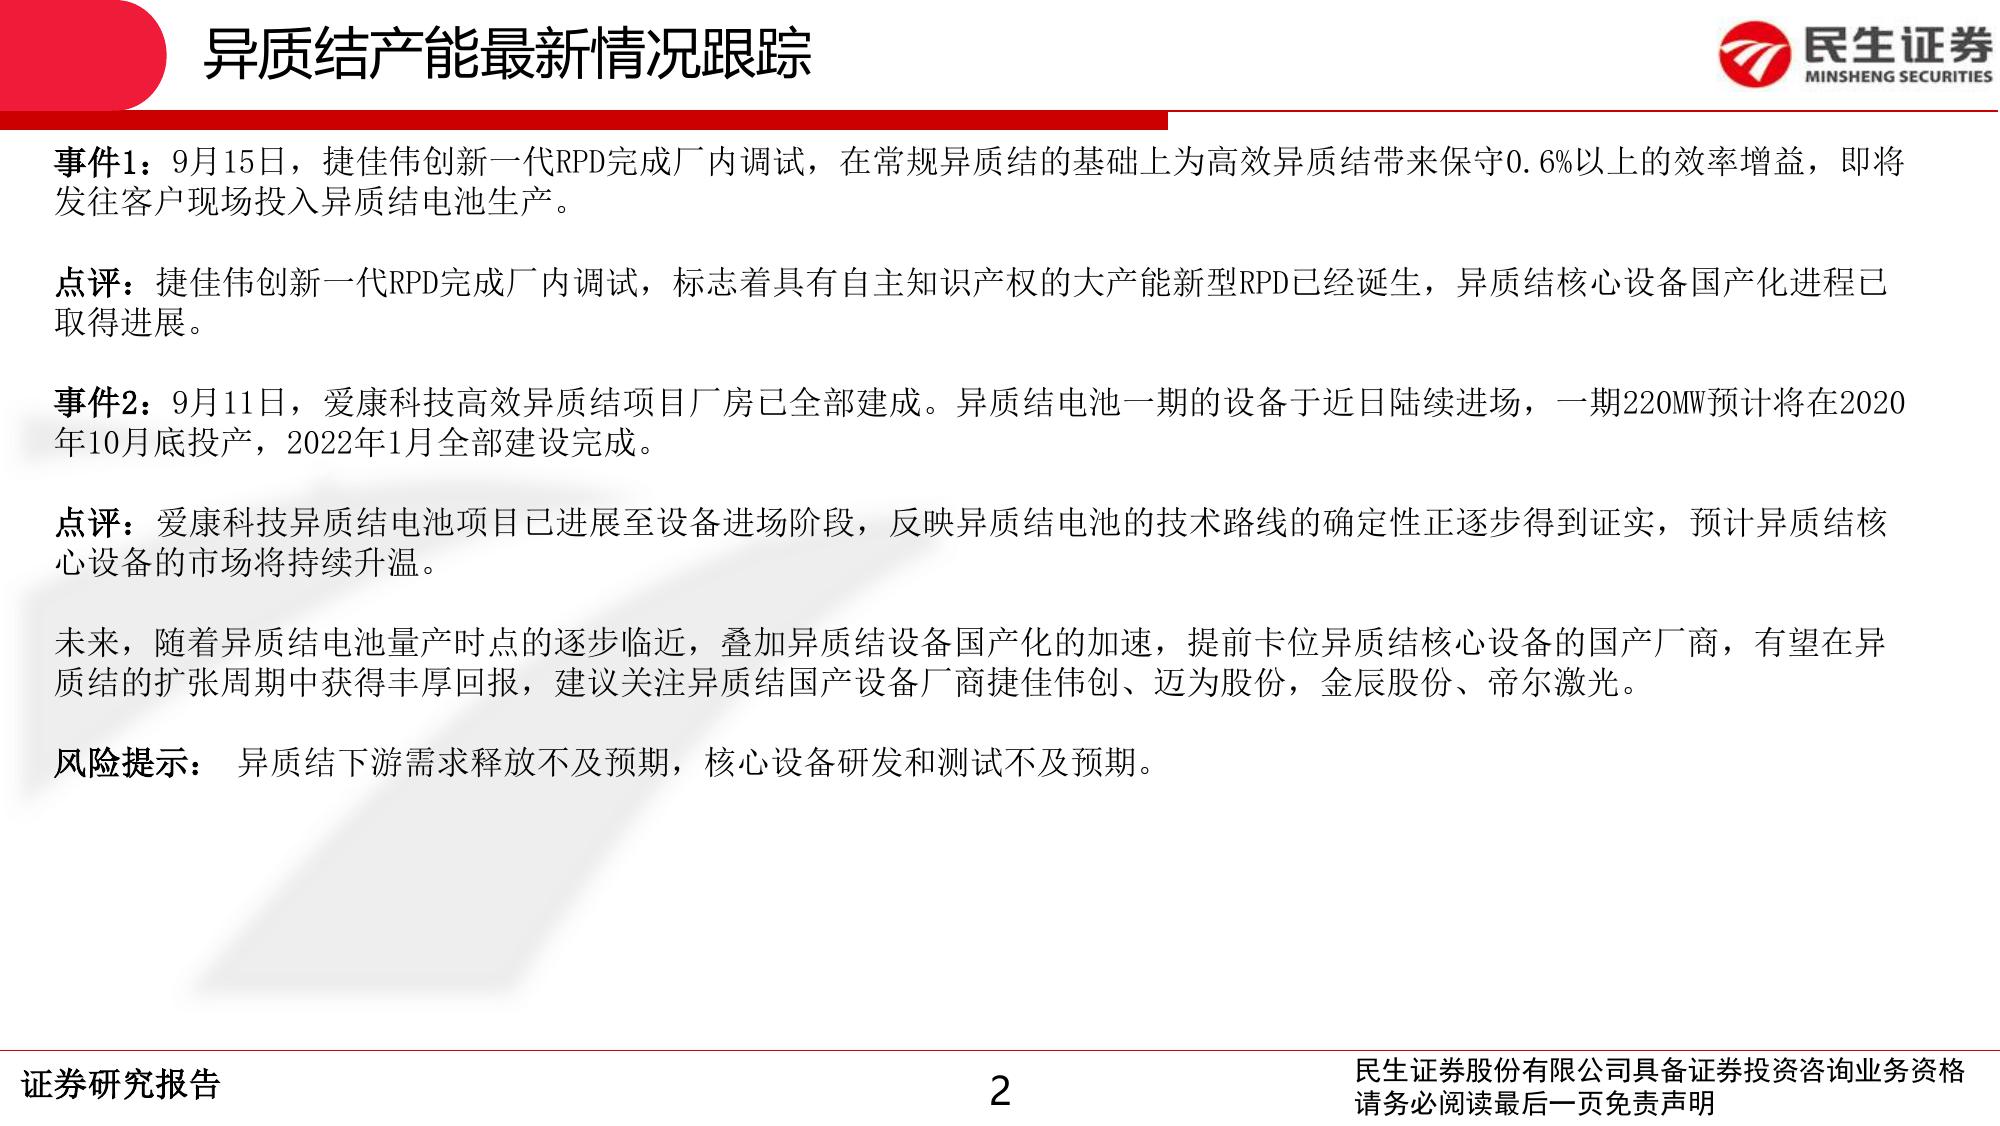 异质结产能最新情况跟踪
民生证券
MINSHENG SECURITIES
事件1：9月15日，捷佳伟创新一代RPD完成厂内调试，在常规异质结的基础上为高效异质结带来保守0.6%以上的效率增益，即将
发往客户现场投入异质结电池生产。
点评：捷佳伟创新一代RPD完成厂内调试，标志着具有自主知识产权的大产能新型RPD已经诞生，异质结核心设备国产化进程已
取得进展。
事件2：9月11日，爱康科技高效异质结项目厂房已全部建成。异质结电池一期的设备于近日陆续进场，一期220MW预计将在2020
年10月底投产，2022年1月全部建设完成。
点评：爱康科技异质结电池项目已进展至设备进场阶段，反映异质结电池的技术路线的确定性正逐步得到证实，预计异质结核
心设备的市场将持续升温。
未来，随着异质结电池量产时点的逐步临近，叠加异质结设备国产化的加速，提前卡位异质结核心设备的国产厂商，有望在异
质结的扩张周期中获得丰厚回报，建议关注异质结国产设备厂商捷佳伟创、迈为股份，金辰股份、帝尔激光。
风险提示： 异质结下游需求释放不及预期，核心设备研发和测试不及预期。
证券研究报告
2
民生证券股份有限公司具备证券投资咨询业务资格
请务必阅读最后一页免责声明